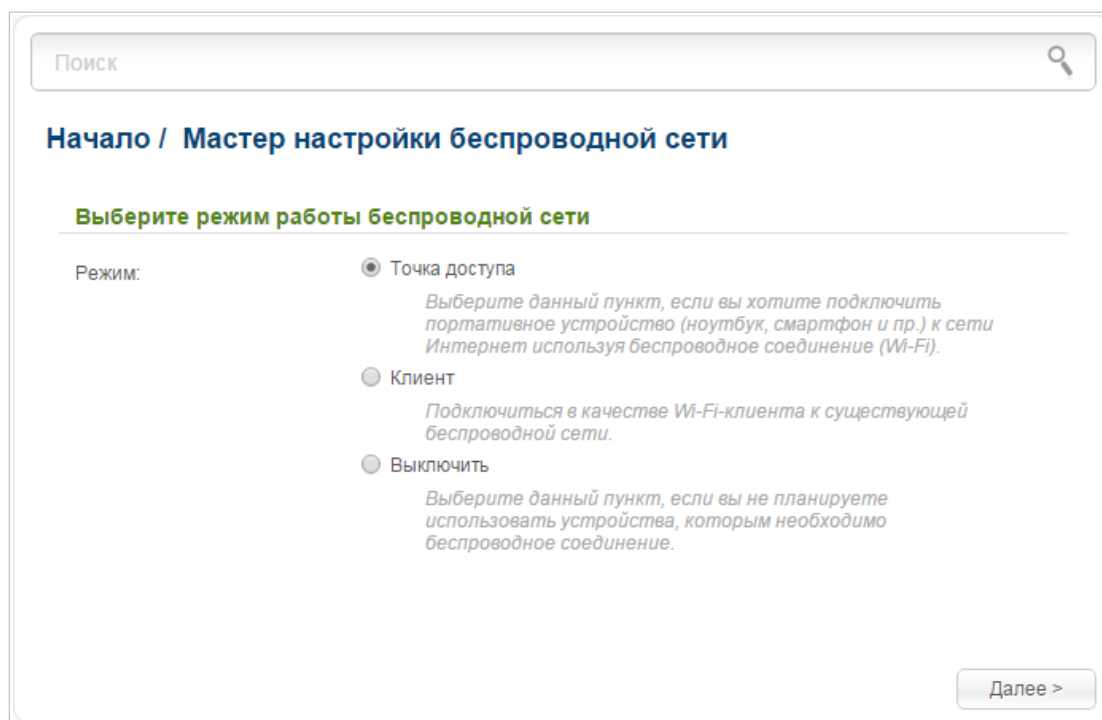 Поиск
Начало / Мастер настройки беспроводной сети
Выберите режим работы беспроводной сети
Режим:
Точка доступа
Выберите данный пункт, если вы хотите подключить
портативное устройство (ноутбук, смартфон и пр.) к сети
Интернет используя беспроводное соединение (Wi-Fi).
Клиент
Подключиться в качестве Wi-Fi-клиента к существующей
беспроводной сети.
Выключить
Выберите данный пункт, если вы не планируете
использовать устройства, которым необходимо
беспроводное соединение.
Далее >